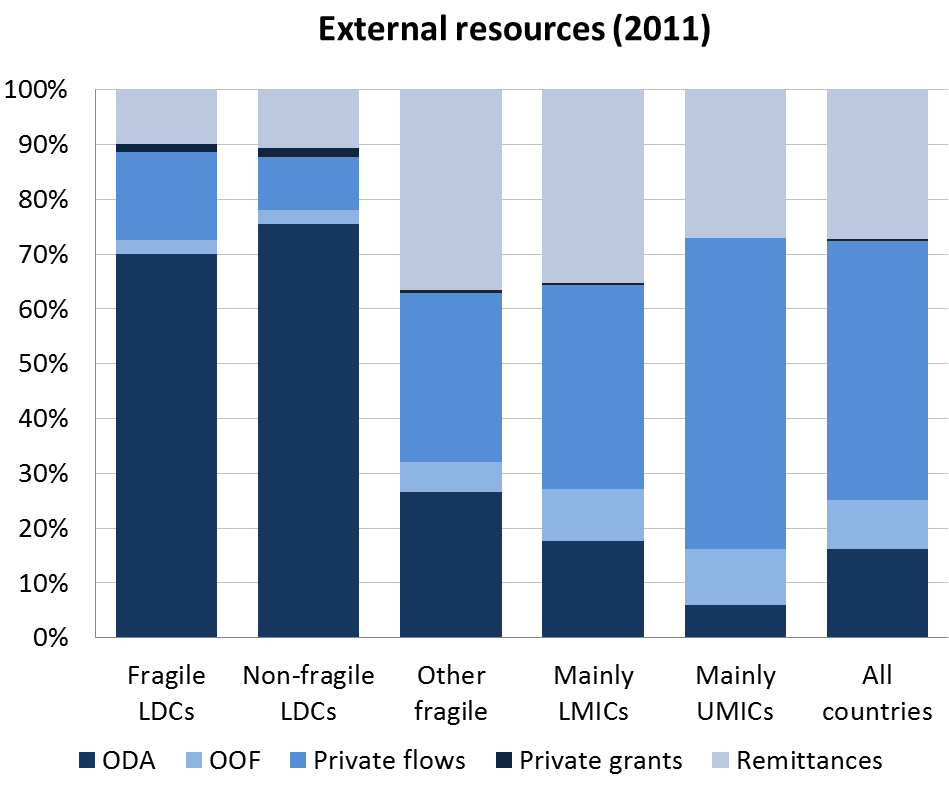 External resources (2011)
100%
90%
80%
70%
60%
50%
40%
30%
20%
10%
0%
Fragile Non-fragile Other Mainly Mainly All
LDCs LDCs fragile LMICs UMICs countries
ODA OOF Private flows Private grants Remittances